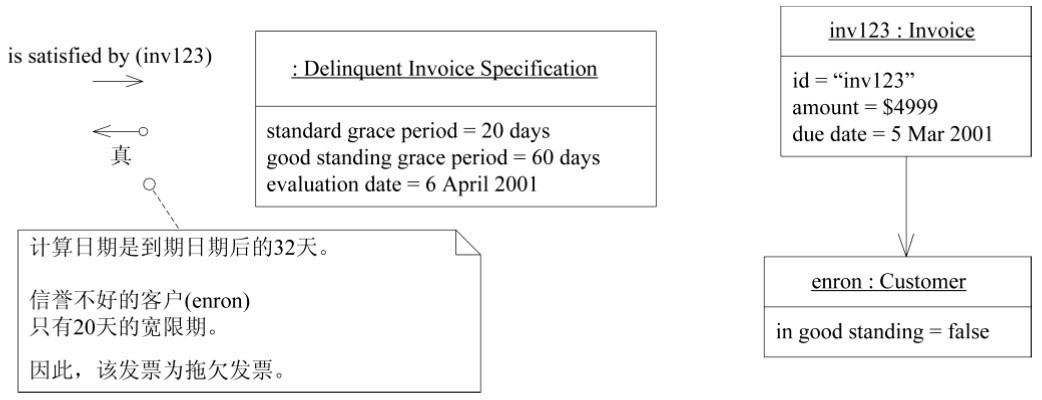 is satisfied by (inv123)
真
: Delinquent Invoice Specification
standard grace period = 20 days
good standing grace period = 60 days
evaluation date = 6 April 2001
计算日期是到期日期后的32天。
信誉不好的客户(enron)
只有20天的宽限期。
因此，该发票为拖欠发票。
inv123 : Invoice
id = “inv123”
amount = $4999
due date = 5 Mar 2001
enron : Customer
in good standing = false